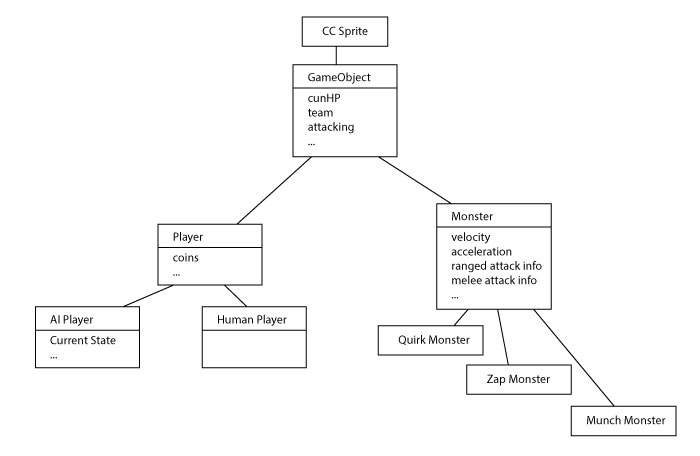 CC Sprite
GameObject
cunHP
team
attacking
...
Player
coins
...
Monster
velocity
acceleration
ranged attack info
melee attack info
...
AI Player
Current State
...
Human Player
Quirk Monster
Zap Monster
Munch Monster